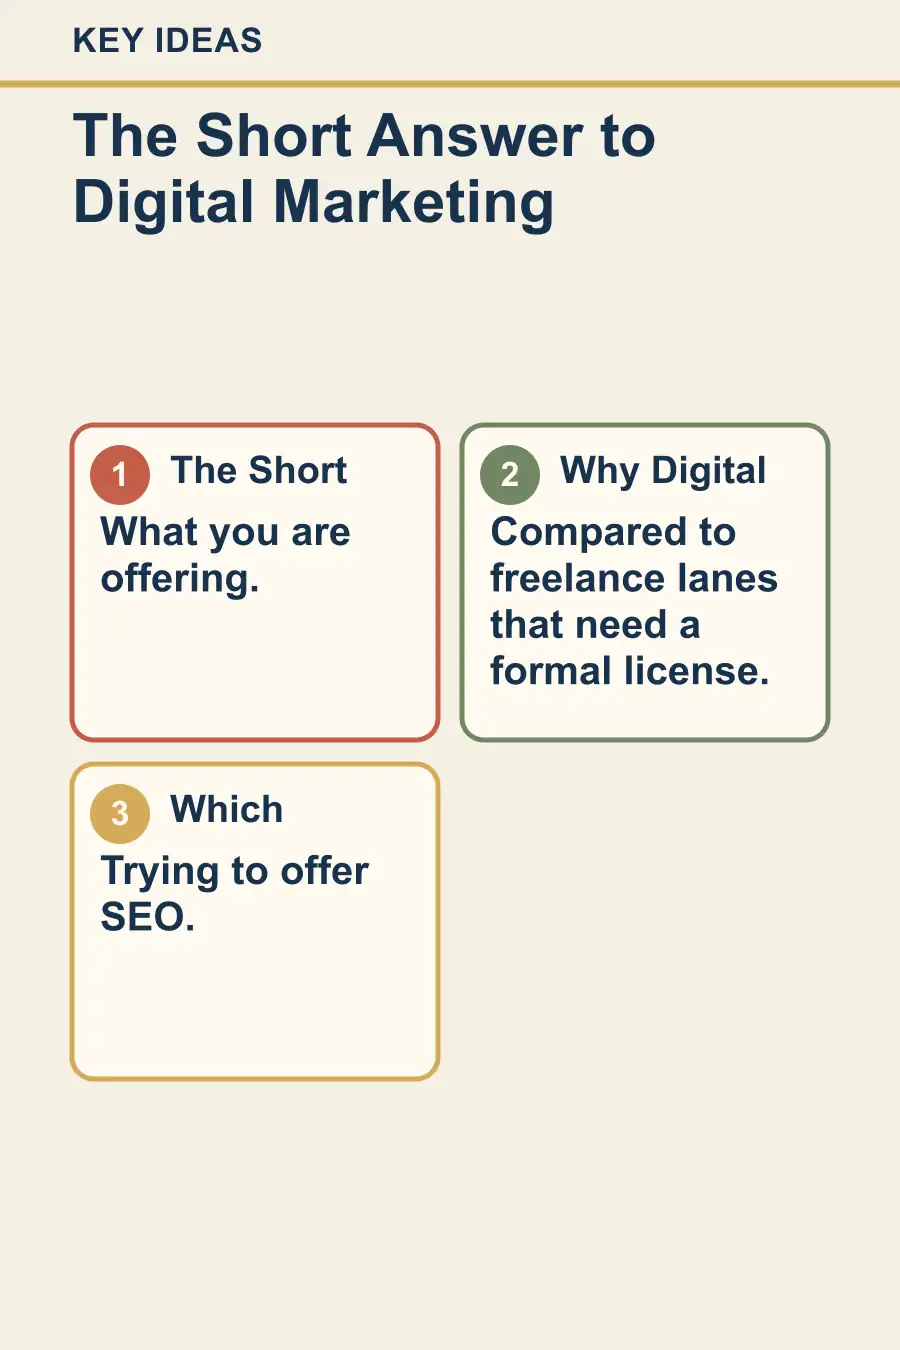 KEY IDEAS
The Short Answer to
Digital Marketing
1 The Short
What you are
offering.
2 Why Digital
Compared to
freelance lanes
that need a
formal license.
3 Which
Trying to offer
SEO.